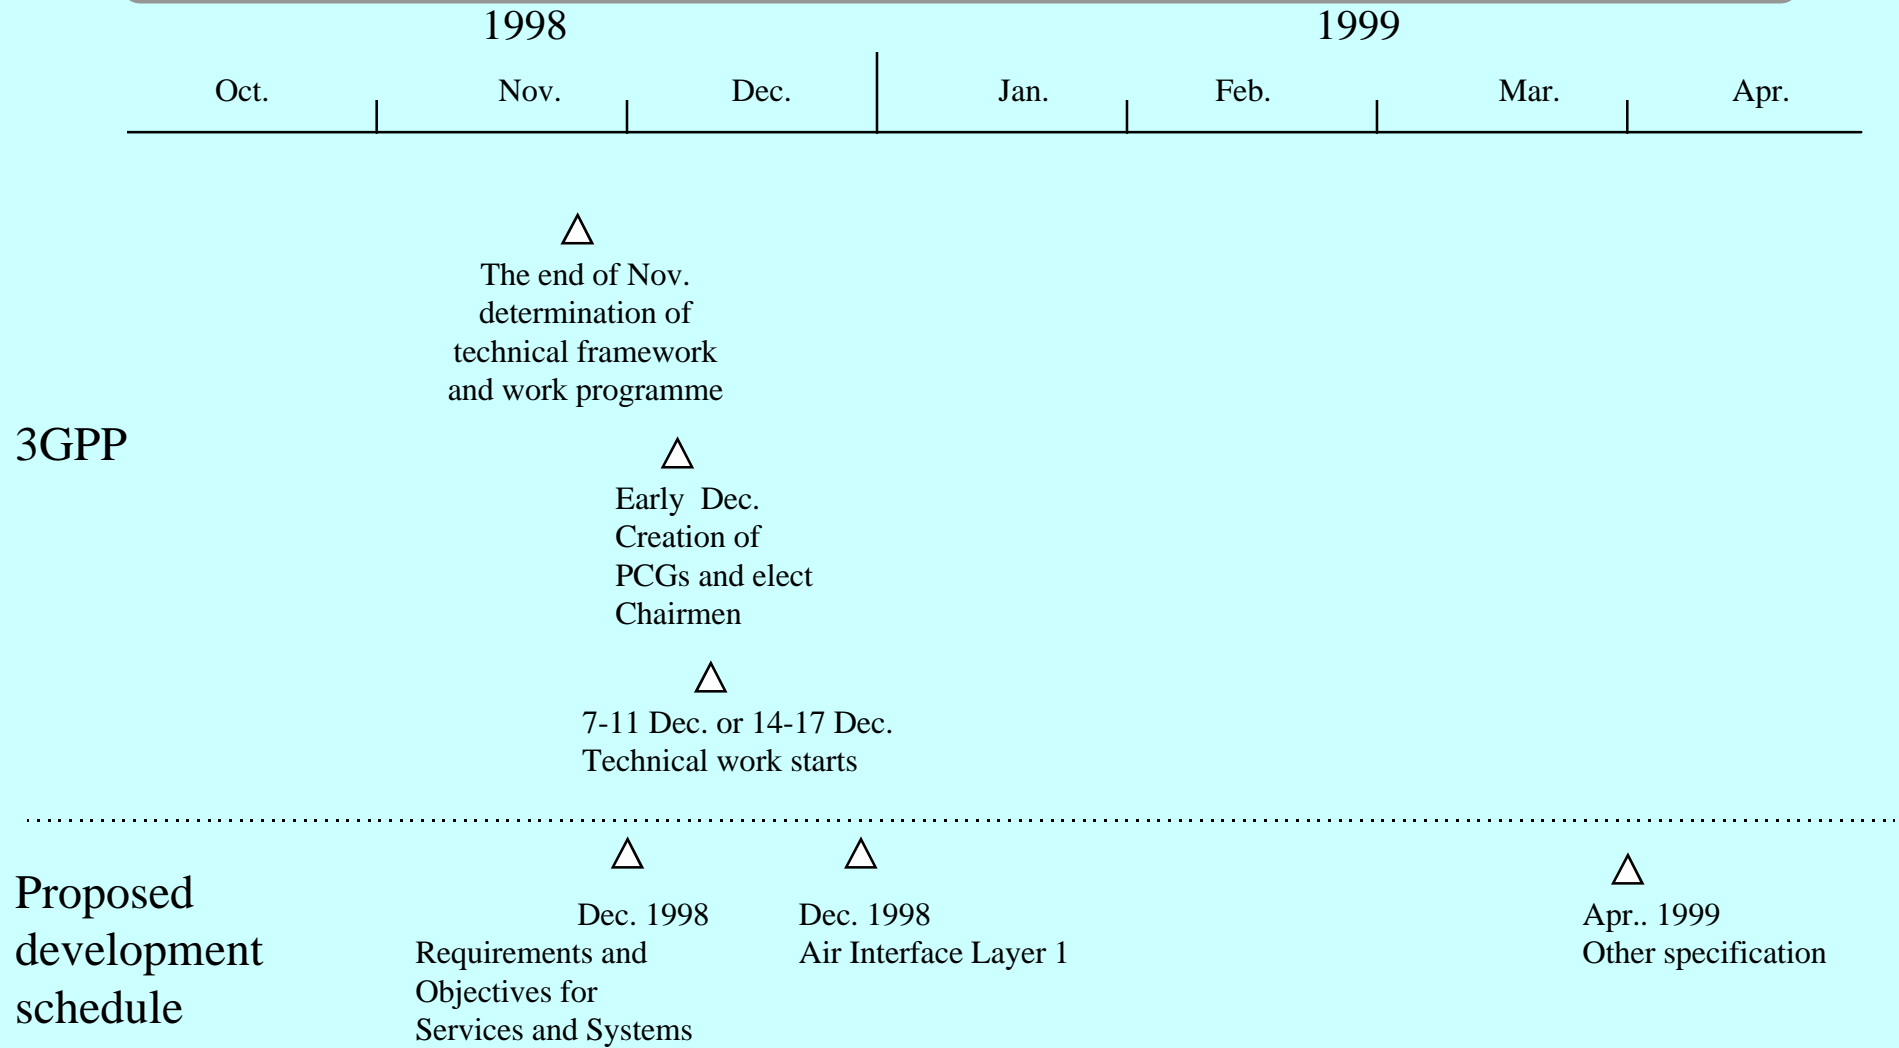 1998 1999
Oct. Nov. Dec. Jan. Feb. Mar. Apr.
The end of Nov.
determination of
technical framework
and work programme
3GPP
Early Dec.
Creation of
PCGs and elect
Chairmen
7-11 Dec. or 14-17 Dec.
Technical work starts
Proposed
development
schedule
Dec. 1998
Requirements and
Objectives for
Services and Systems
Dec. 1998
Air Interface Layer 1
Apr.. 1999
Other specification